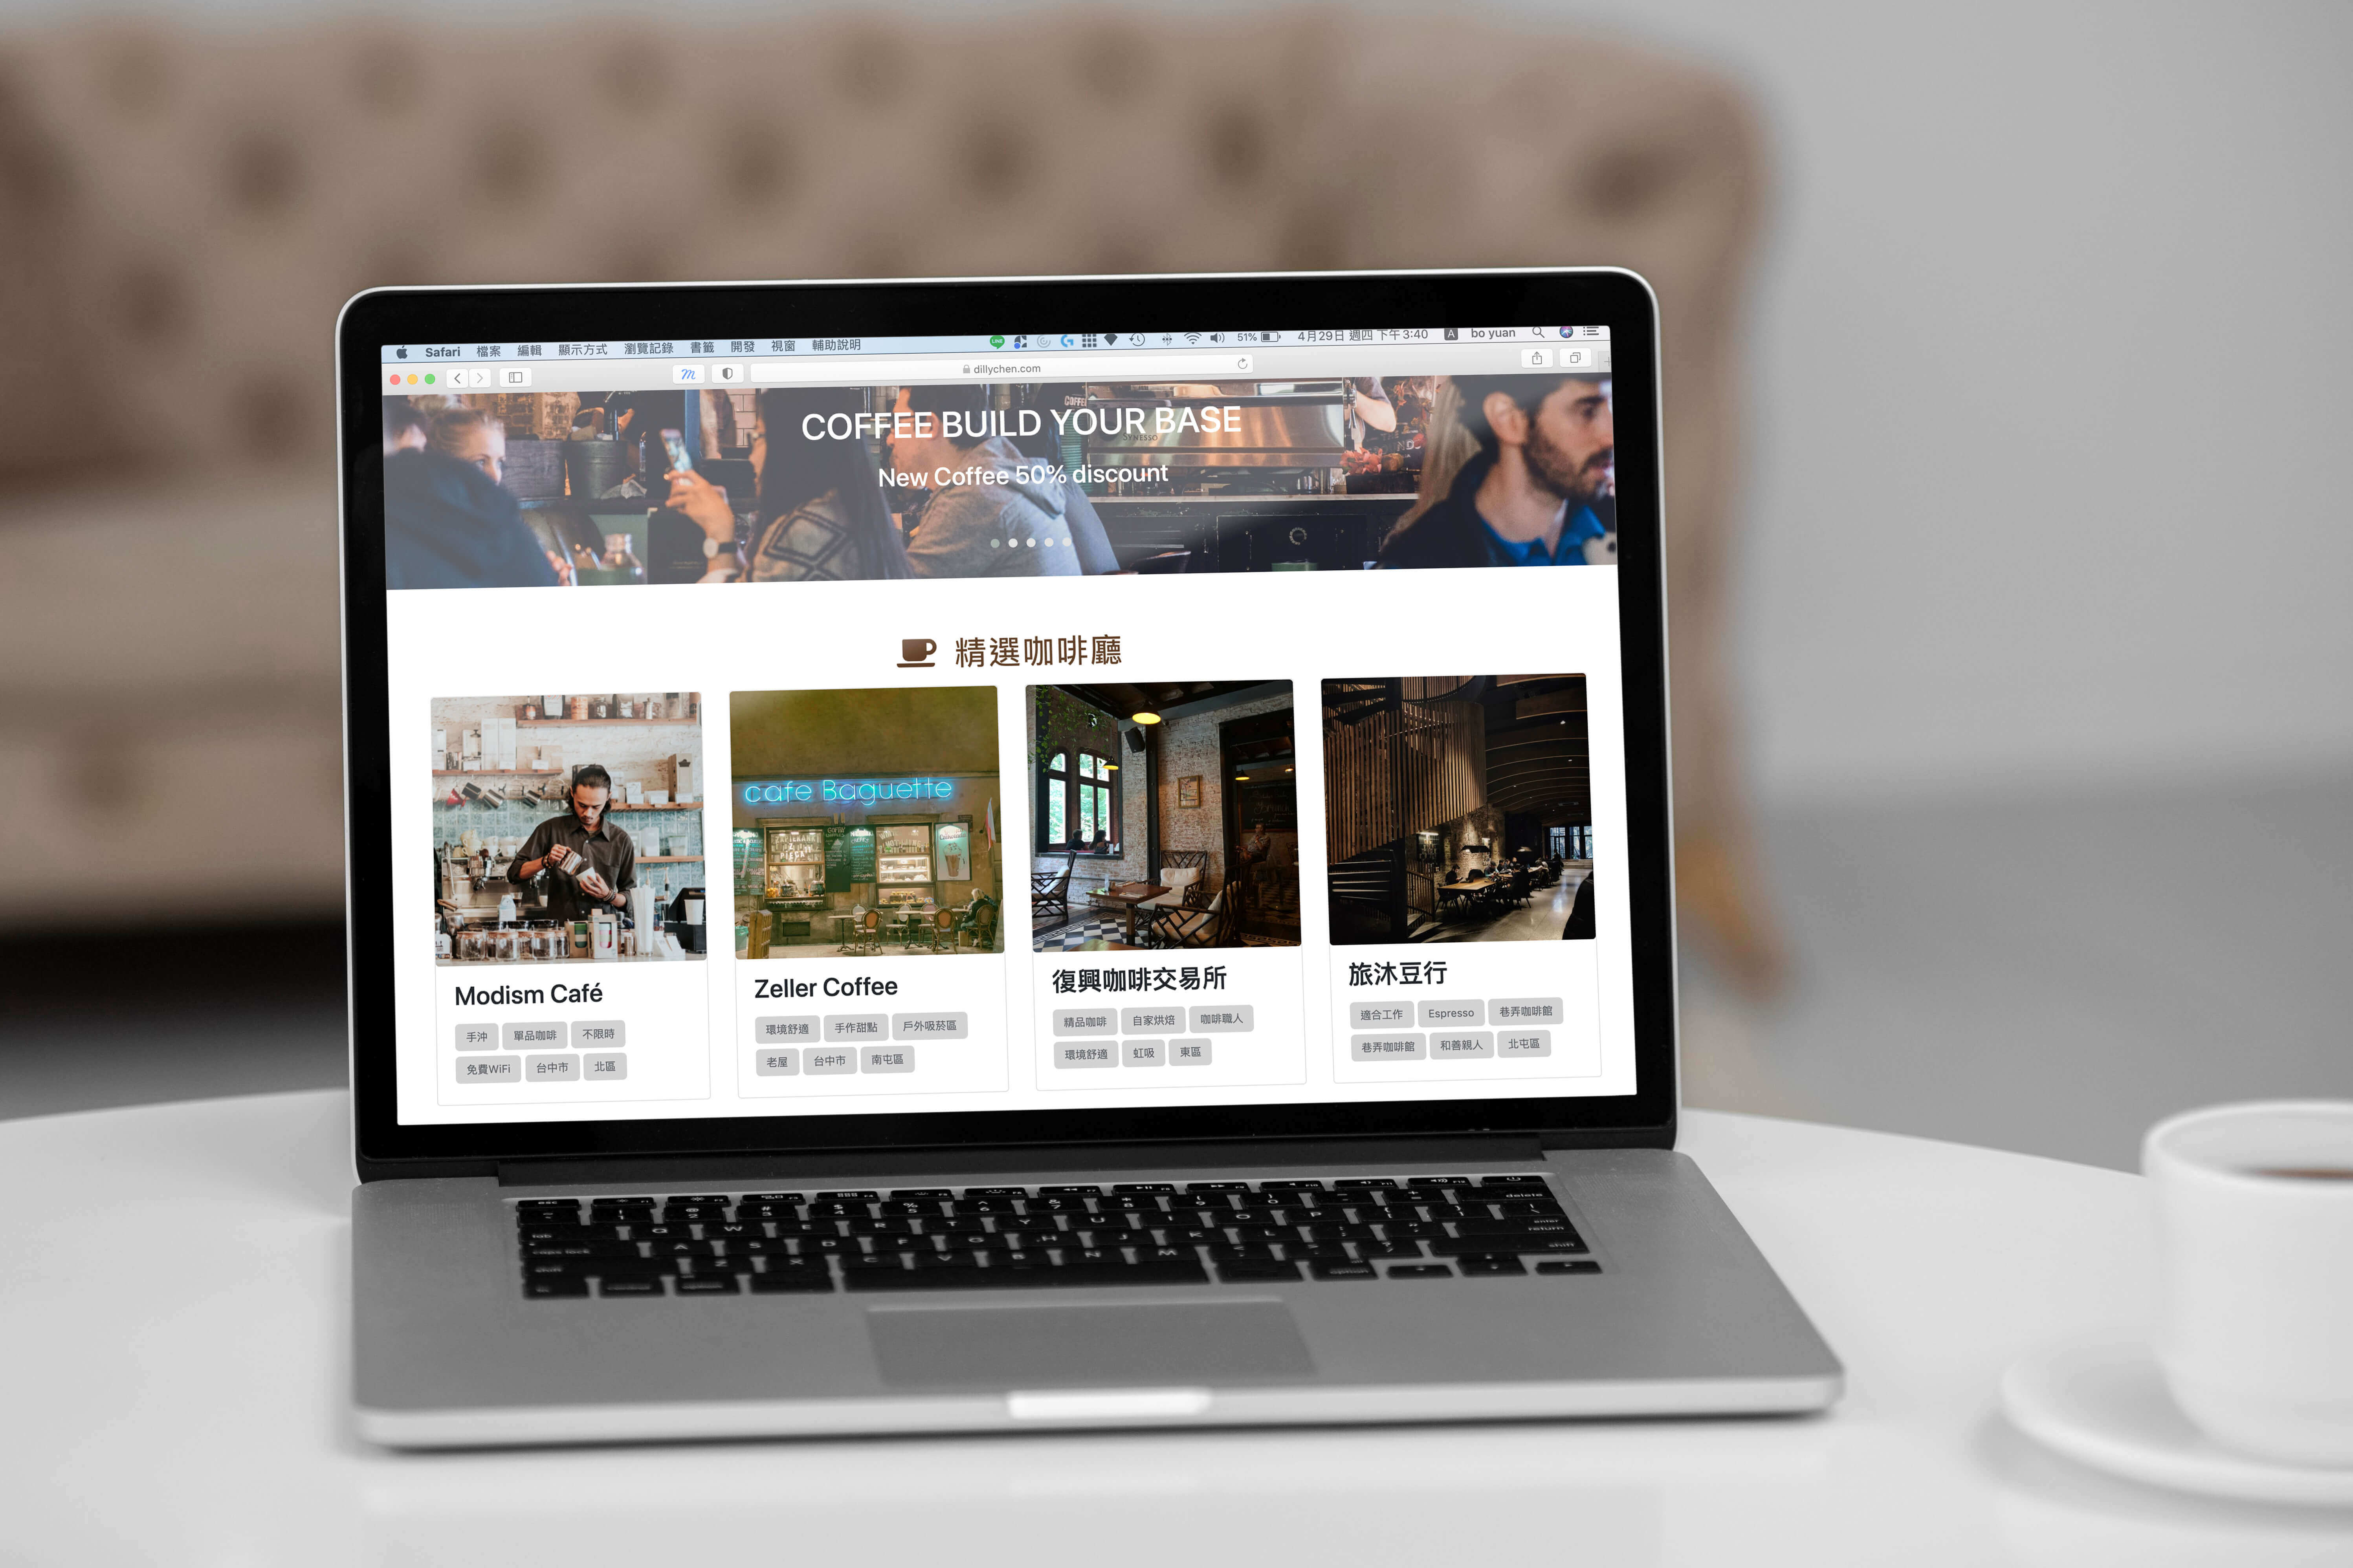 Safari 檔案 編輯 顯示方式 瀏覽記錄 書籤 開發 視窗 輔助說明 51% 4月29日 週四 下午3:40 A bo yuan
dillychen.com
COFFEE BUILD YOUR BASE
SYNESSO
New Coffee 50% discount
精選咖啡廳
cafe Baguette
Modism Café
手沖 單品咖啡 不限時
免費WiFi 台中市 北區
Zeller Coffee
環境舒適 手作甜點 戶外吸菸區
老屋 台中市 南屯區
復興咖啡交易所
精品咖啡 自家烘焙 咖啡職人
環境舒適 虹吸 東區
旅沐豆行
適合工作 Espresso 巷弄咖啡館
巷弄咖啡館 和善親人 北屯區
delete
Q W E R T Y U I O P
enter
return
A S D F G H J K L
shift
Z X C V B N M